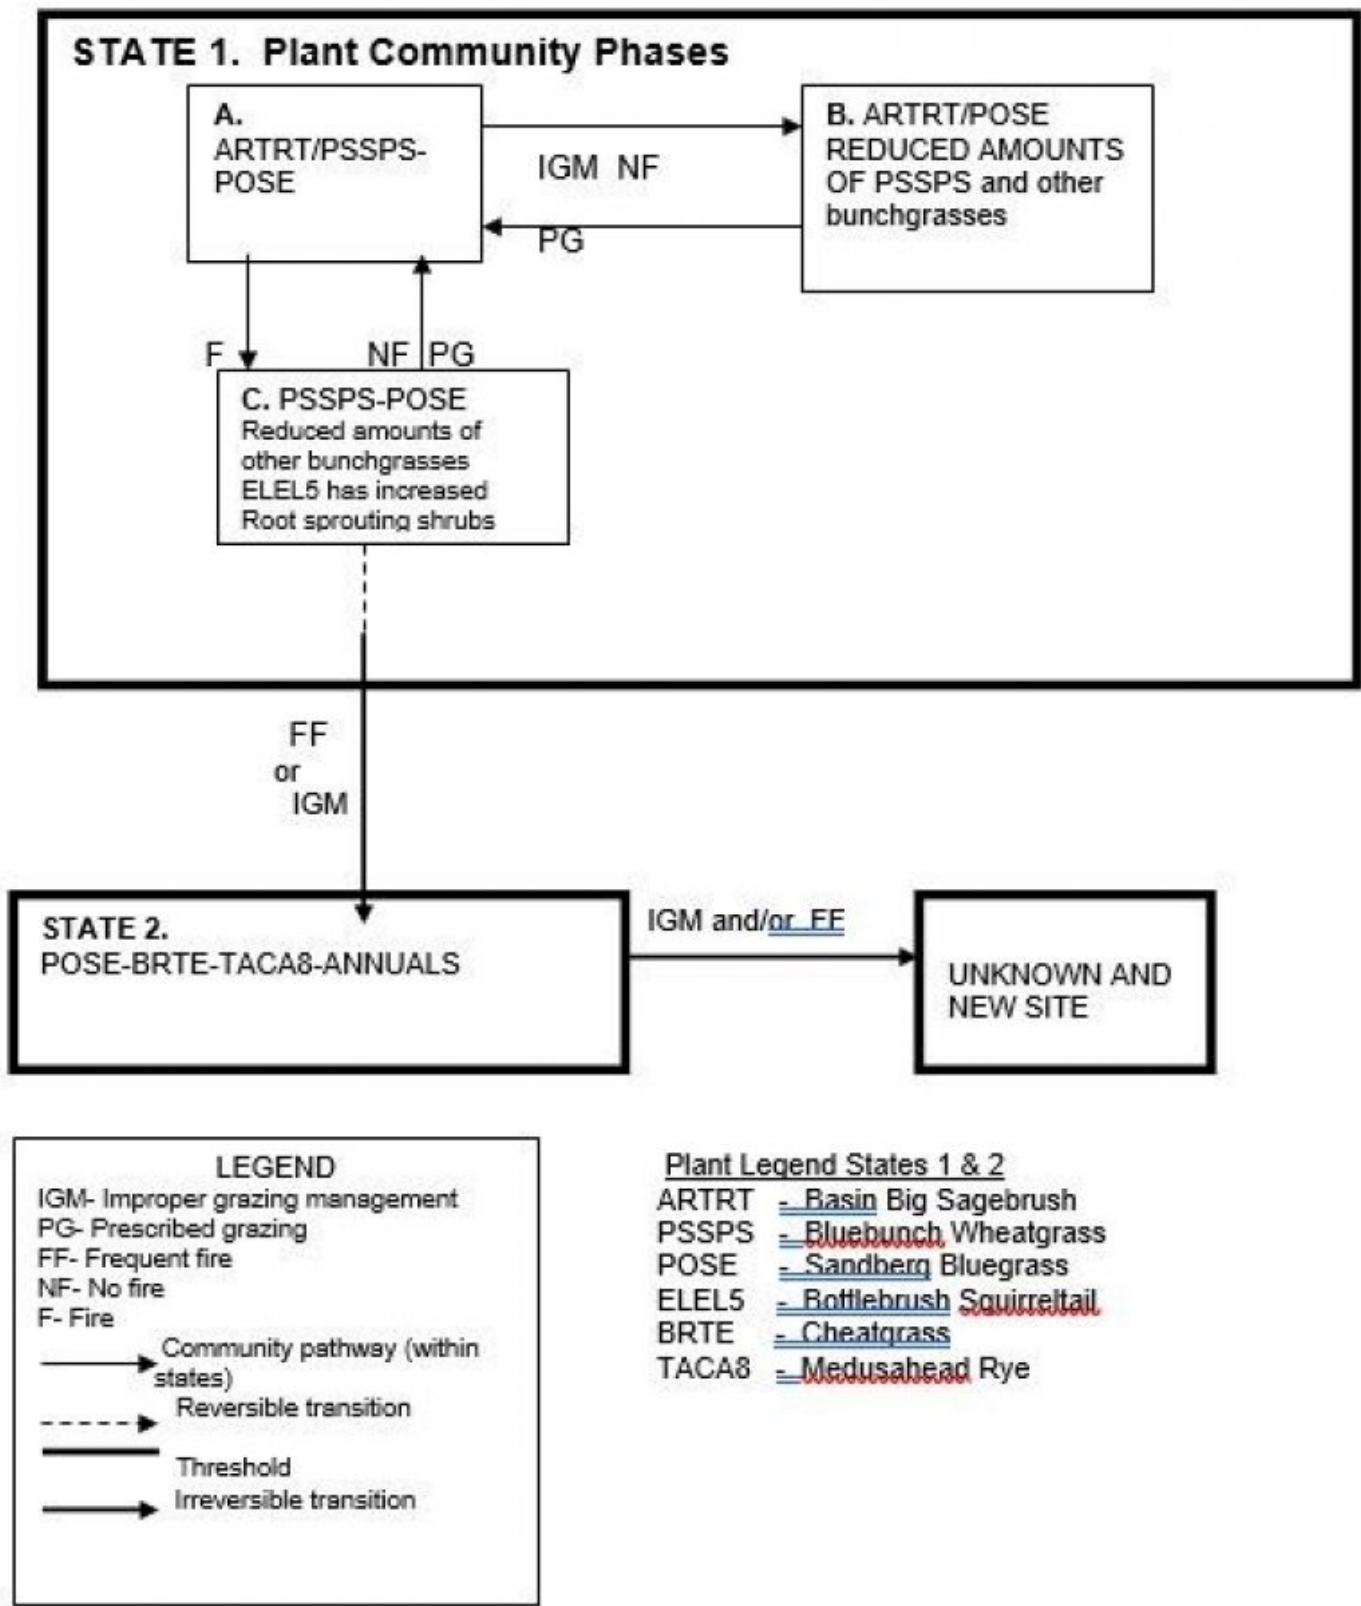 STATE 1. Plant Community Phases
A.
ARTRT/PSSPS-
POSE
IGM NF
PG
B. ARTRT/POSE
REDUCED AMOUNTS
OF PSSPS and other
bunchgrasses
F
NF PG
C. PSSPS-POSE
Reduced amounts of
other bunchgrasses
ELEL5 has increased
Root sprouting shrubs
FF
or
IGM
STATE 2.
POSE-BRTE-TACA8-ANNUALS
IGM and/or FF
UNKNOWN AND
NEW SITE
LEGEND
IGM- Improper grazing management
PG- Prescribed grazing
FF- Frequent fire
NF- No fire
F- Fire
Community pathway (within
states)
Reversible transition
Threshold
Irreversible transition
Plant Legend States 1 & 2
ARTRT - Basin Big Sagebrush
PSSPS - Bluebunch Wheatgrass
POSE - Sandberg Bluegrass
ELEL5 - Bottlebrush Squirreltail
BRTE - Cheatgrass
TACA8 - Medusahead Rye